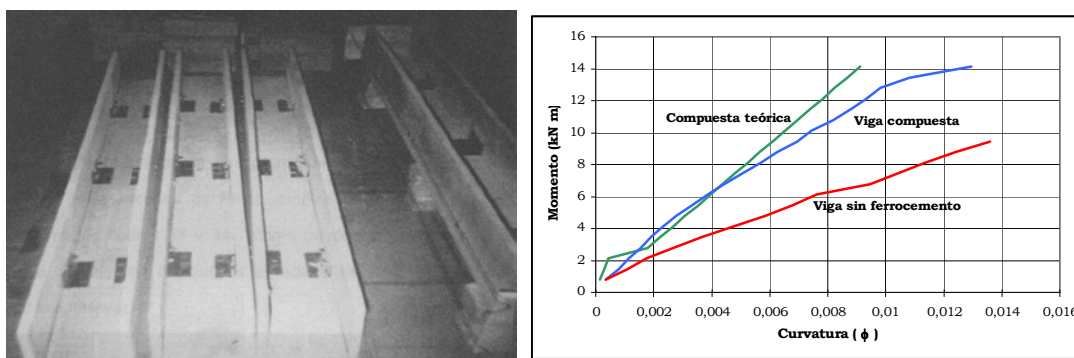 16
14
12
10
8
6
4
2
0
Momento (kN m)
Compuesta teórica
Viga compuesta
Viga sin ferrocemento
0 0,002 0,004 0,006 0,008 0,01 0,012 0,014 0,016
Curvatura ( ϕ )